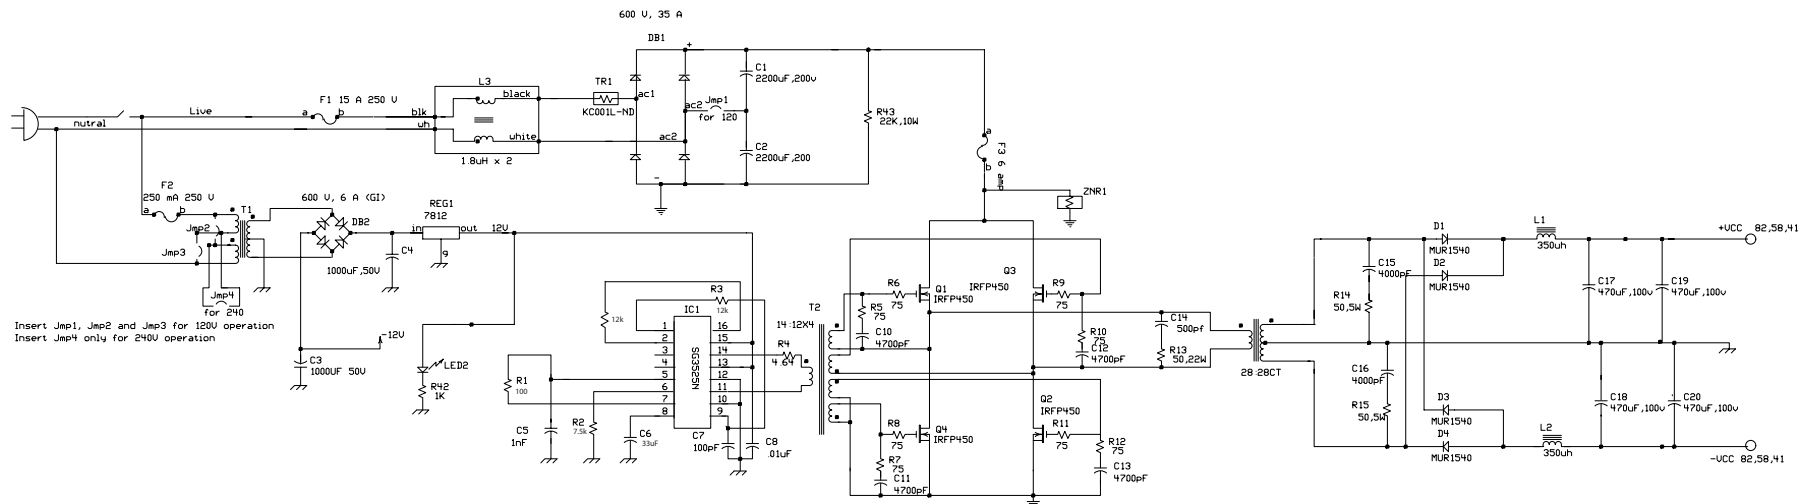 600 V, 35 A
DB1
+
L3
TR1
C1
2200uF,200v
F1 15 A 250 V
black
ac1
ac2
Jmp1
for 120
KC001L-ND
Live
a
b
blk
nutral
wh
white
ac2
R43
22K,10W
1.8uH x 2
C2
2200uF,200
-
a
F3 6 amp
b
ZNR1
F2
250 mA 250 V
a
b
T1
600 V, 6 A (GI)
DB2
REG1
7812
in
out
12V
g
Jmp2
Jmp3
C4
1000uF,50V
Jmp4
for 240
Insert Jmp1, Jmp2 and Jmp3 for 120V operation
Insert Jmp4 only for 240V operation
-12V
C3
1000UF 50V
LED2
R42
1K
R3
12k
12k
IC1
SG3525N
1
2
3
4
5
6
7
8
16
15
14
13
12
11
10
9
R1
100
R2
7.5k
C5
1nF
C6
33uF
C7
100pF
C8
.01uF
R4
4.64
T2
14:12X4
R6
75
R5
75
C10
4700pF
Q1
IRFP450
Q3
IRFP450
R9
75
R10
75
C12
4700pF
C14
500pf
R13
50,22W
R8
75
R7
75
C11
4700pF
Q4
IRFP450
Q2
IRFP450
R11
75
R12
75
C13
4700pF
28:28CT
C15
4000pF
R14
50,5W
C16
4000pF
R15
50,5W
D1
MUR1540
D2
MUR1540
D3
MUR1540
D4
MUR1540
L1
350uh
L2
350uh
C17
470uF,100v
C19
470uF,100v
C18
470uF,100v
C20
470uF,100v
+VCC 82,58,41
-VCC 82,58,41